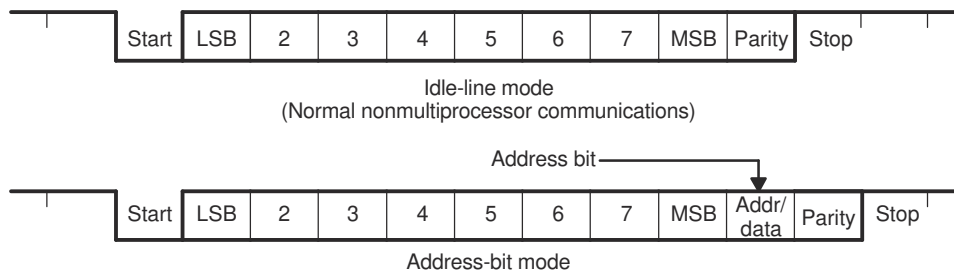 Start LSB 2 3 4 5 6 7 MSB Parity Stop
Idle-line mode
(Normal nonmultiprocessor communications)
Address bit
Start LSB 2 3 4 5 6 7 MSB Addr/
data Parity Stop
Address-bit mode